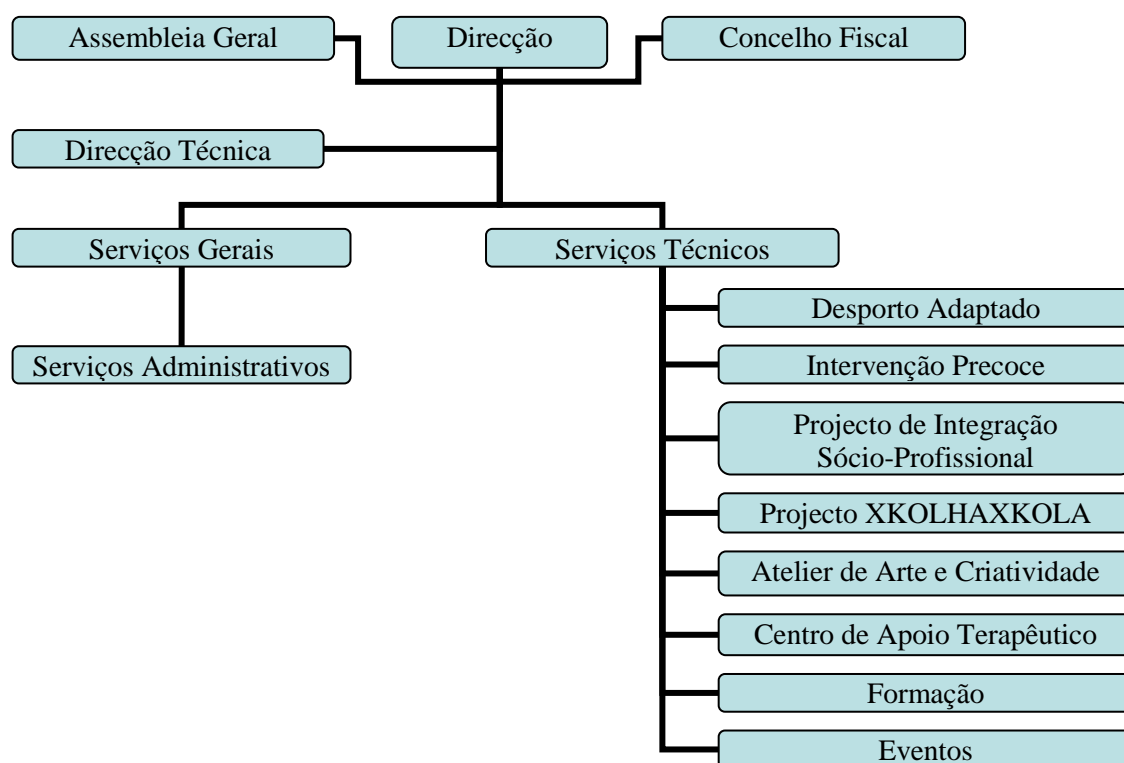 Assembleia Geral
Direcção
Concelho Fiscal
Direcção Técnica
Serviços Gerais
Serviços Técnicos
Desporto Adaptado
Serviços Administrativos
Intervenção Precoce
Projecto de Integração
Sócio-Profissional
Projecto XKOLHAXKOLA
Atelier de Arte e Criatividade
Centro de Apoio Terapêutico
Formação
Eventos